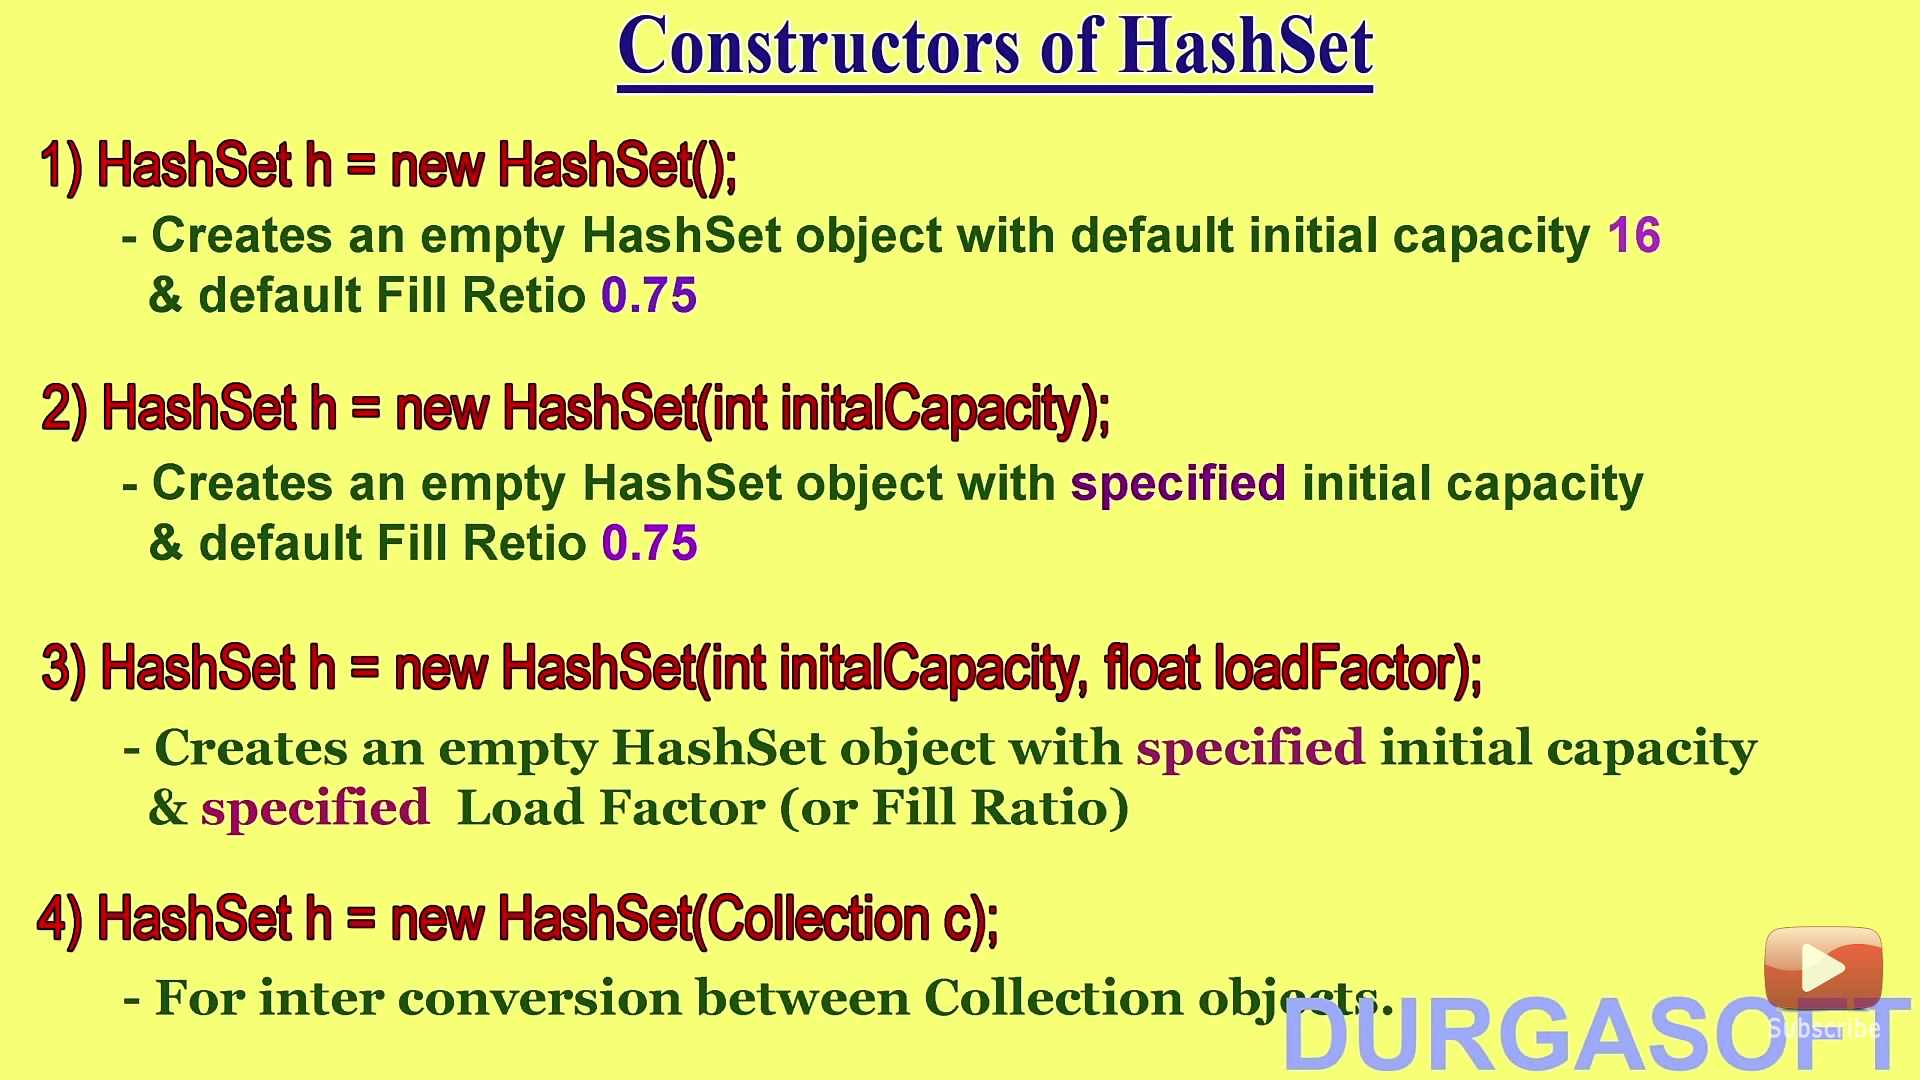 Constructors of HashSet
1) HashSet h = new HashSet();
- Creates an empty HashSet object with default initial capacity 16
& default Fill Retio 0.75
2) HashSet h = new HashSet(int initalCapacity);
- Creates an empty HashSet object with specified initial capacity
& default Fill Retio 0.75
3) HashSet h = new HashSet(int initalCapacity, float loadFactor);
- Creates an empty HashSet object with specified initial capacity
& specified Load Factor (or Fill Ratio)
4) HashSet h = new HashSet(Collection c);
- For inter conversion between Collection objects.
DURGASOFT
Subscribe